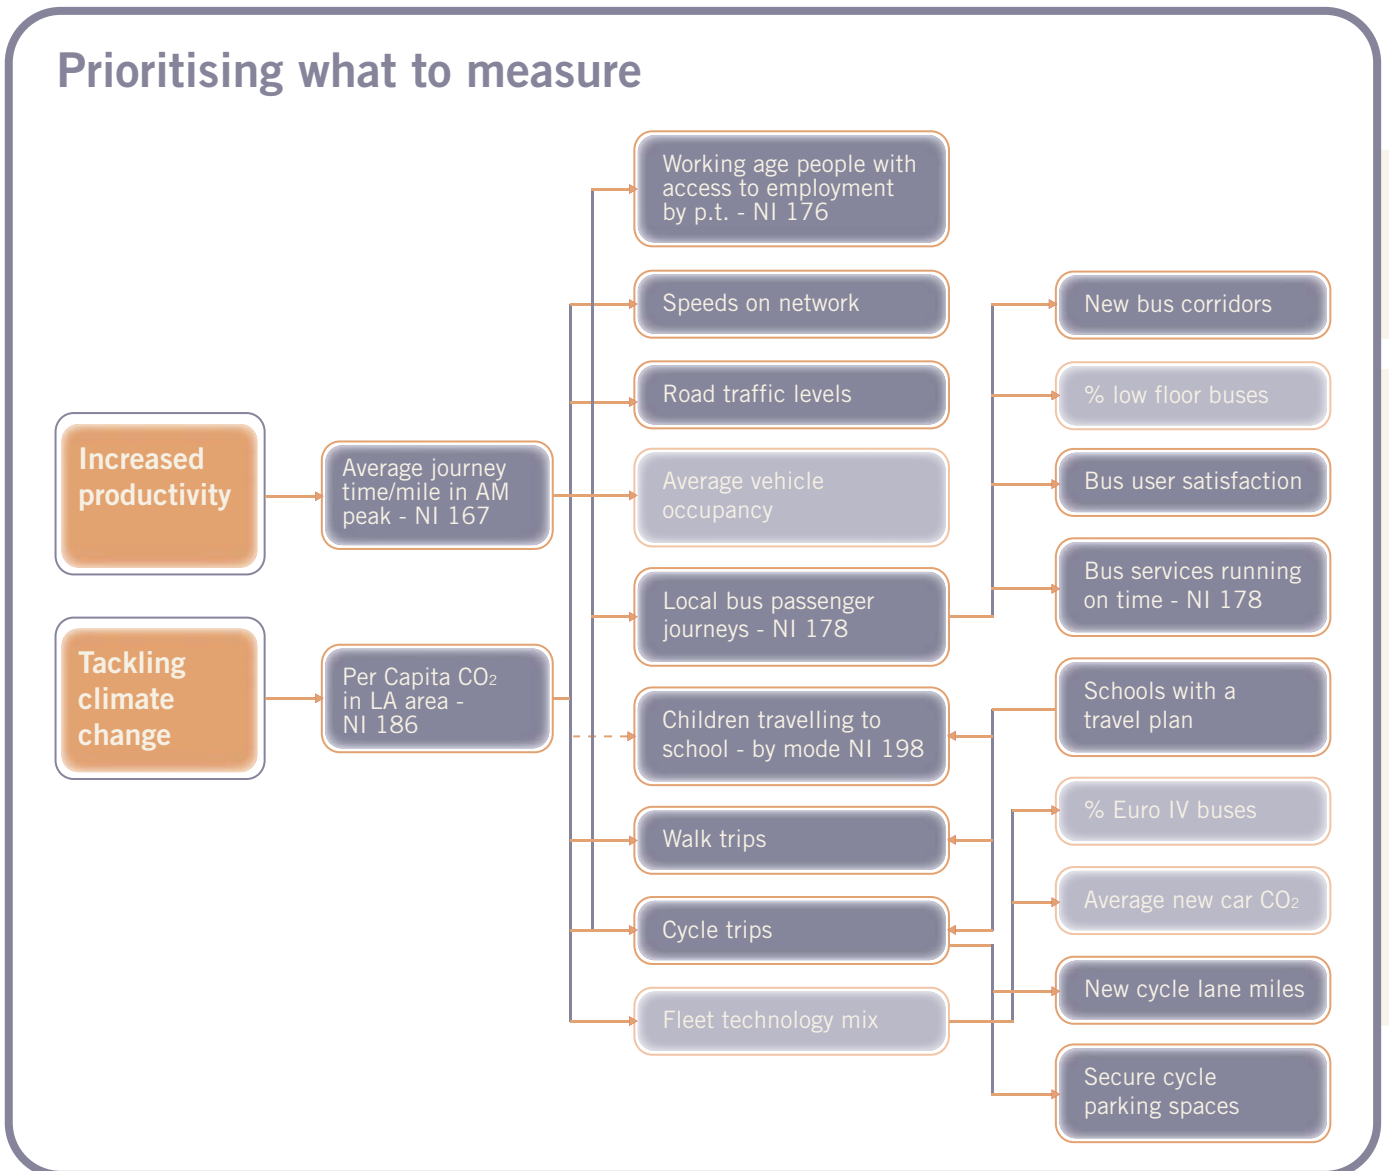 Prioritising what to measure
Increased
productivity
Tackling
climate
change
Average journey
time/mile in AM
peak - NI 167
Per Capita CO₂
in LA area -
NI 186
Working age people with
access to employment
by p.t. - NI 176
Speeds on network
Road traffic levels
Average vehicle
occupancy
Local bus passenger
journeys - NI 178
Children travelling to
school - by mode NI 198
Walk trips
Cycle trips
Fleet technology mix
New bus corridors
% low floor buses
Bus user satisfaction
Bus services running
on time - NI 178
Schools with a
travel plan
% Euro IV buses
Average new car CO₂
New cycle lane miles
Secure cycle
parking spaces